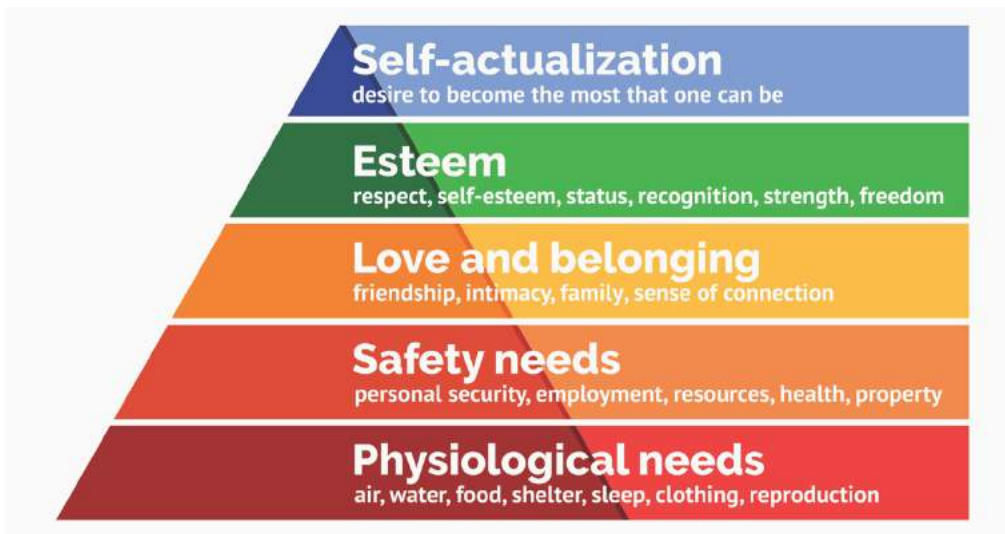 Self-actualization
desire to become the most that one can be
Esteem
respect, self-esteem, status, recognition, strength, freedom
Love and belonging
friendship, intimacy, family, sense of connection
Safety needs
personal security, employment, resources, health, property
Physiological needs
air, water, food, shelter, sleep, clothing, reproduction